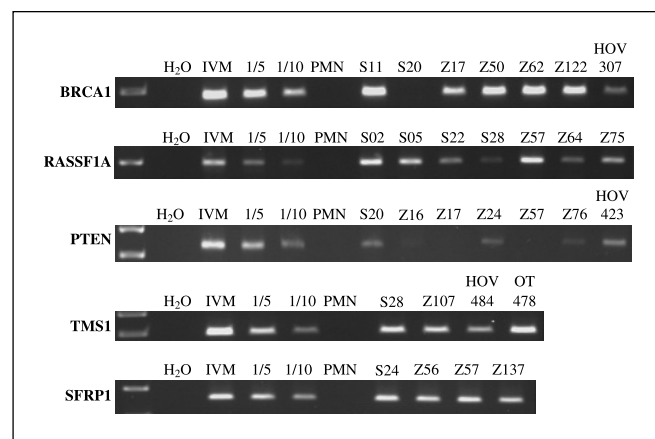 HOV
H₂O IVM 1/5 1/10 PMN S11 S20 Z17 Z50 Z62 Z122 307
BRCA1
H₂O IVM 1/5 1/10 PMN S02 S05 S22 S28 Z57 Z64 Z75
RASSF1A
HOV
H₂O IVM 1/5 1/10 PMN S20 Z16 Z17 Z24 Z57 Z76 423
PTEN
HOV OT
H₂O IVM 1/5 1/10 PMN S28 Z107 484 478
TMS1
H₂O IVM 1/5 1/10 PMN S24 Z56 Z57 Z137
SFRP1